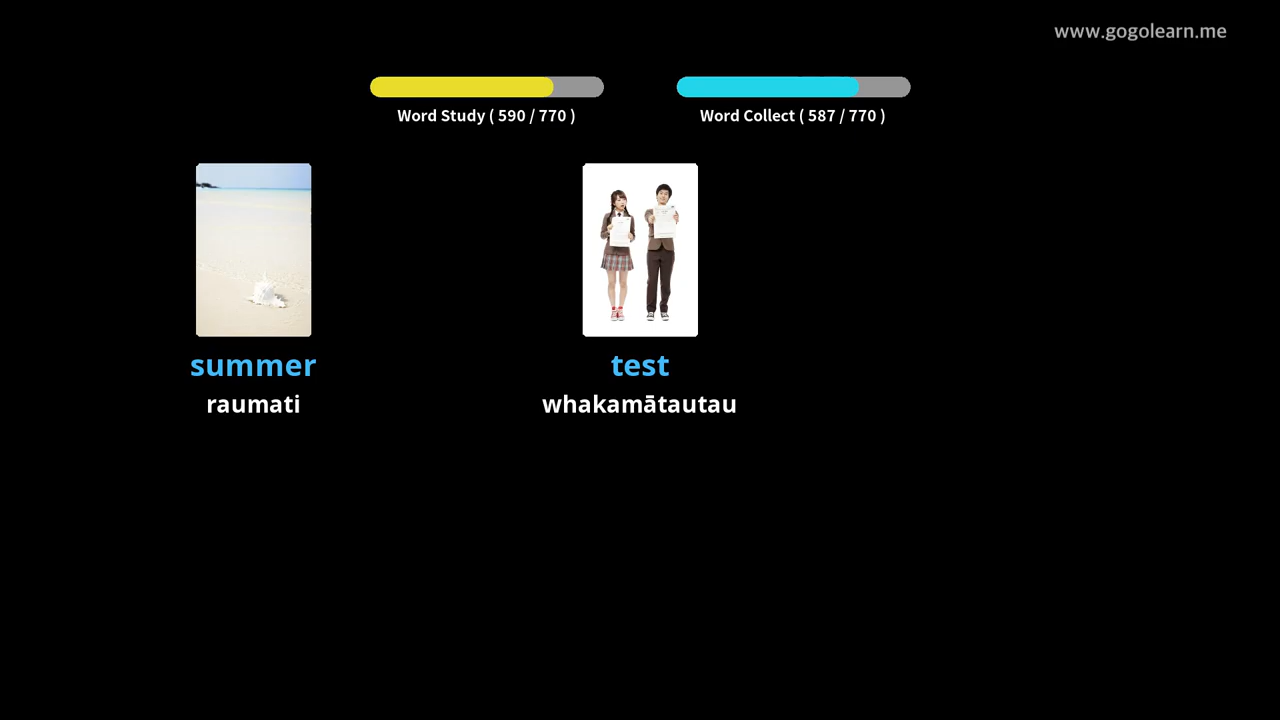 www.gogolearn.me
Word Study ( 590 / 770 )
Word Collect ( 587 / 770 )
summer
raumati
test
whakamātautau